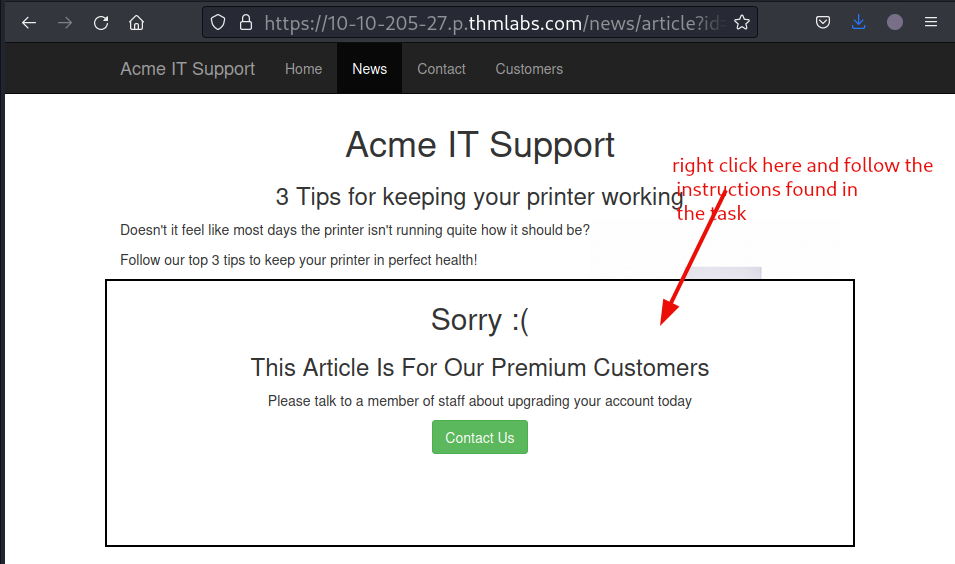 https://10-10-205-27.p.thmlabs.com/news/article?id=
Acme IT Support Home News Contact Customers
Acme IT Support
right click here and follow the
instructions found in
the task
3 Tips for keeping your printer working
Doesn't it feel like most days the printer isn't running quite how it should be?
Follow our top 3 tips to keep your printer in perfect health!
Sorry :(
This Article Is For Our Premium Customers
Please talk to a member of staff about upgrading your account today
Contact Us